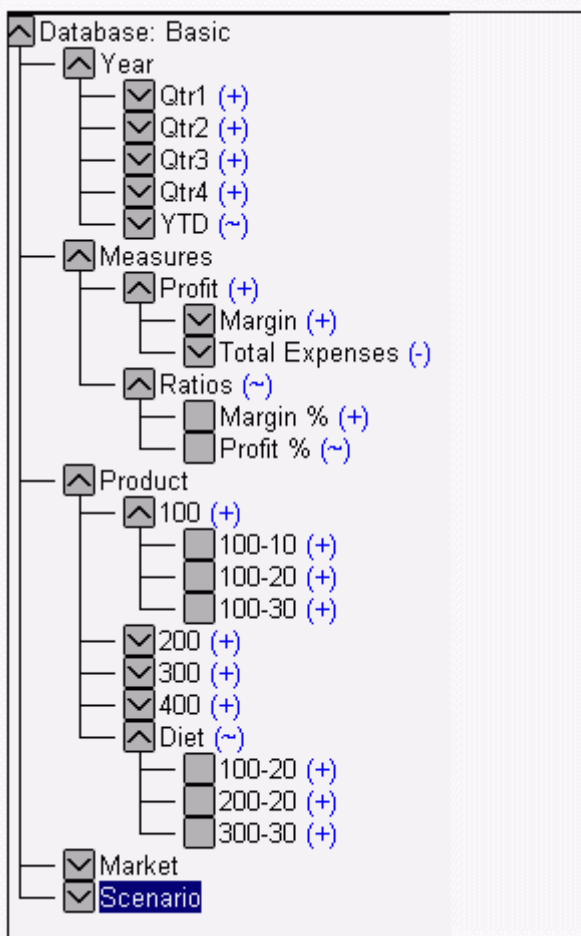 Database: Basic
Year
Qtr1 (+)
Qtr2 (+)
Qtr3 (+)
Qtr4 (+)
YTD (~)
Measures
Profit (+)
Margin (+)
Total Expenses (-)
Ratios (~)
Margin % (+)
Profit % (~)
Product
100 (+)
100-10 (+)
100-20 (+)
100-30 (+)
200 (+)
300 (+)
400 (+)
Diet (~)
100-20 (+)
200-20 (+)
300-30 (+)
Market
Scenario